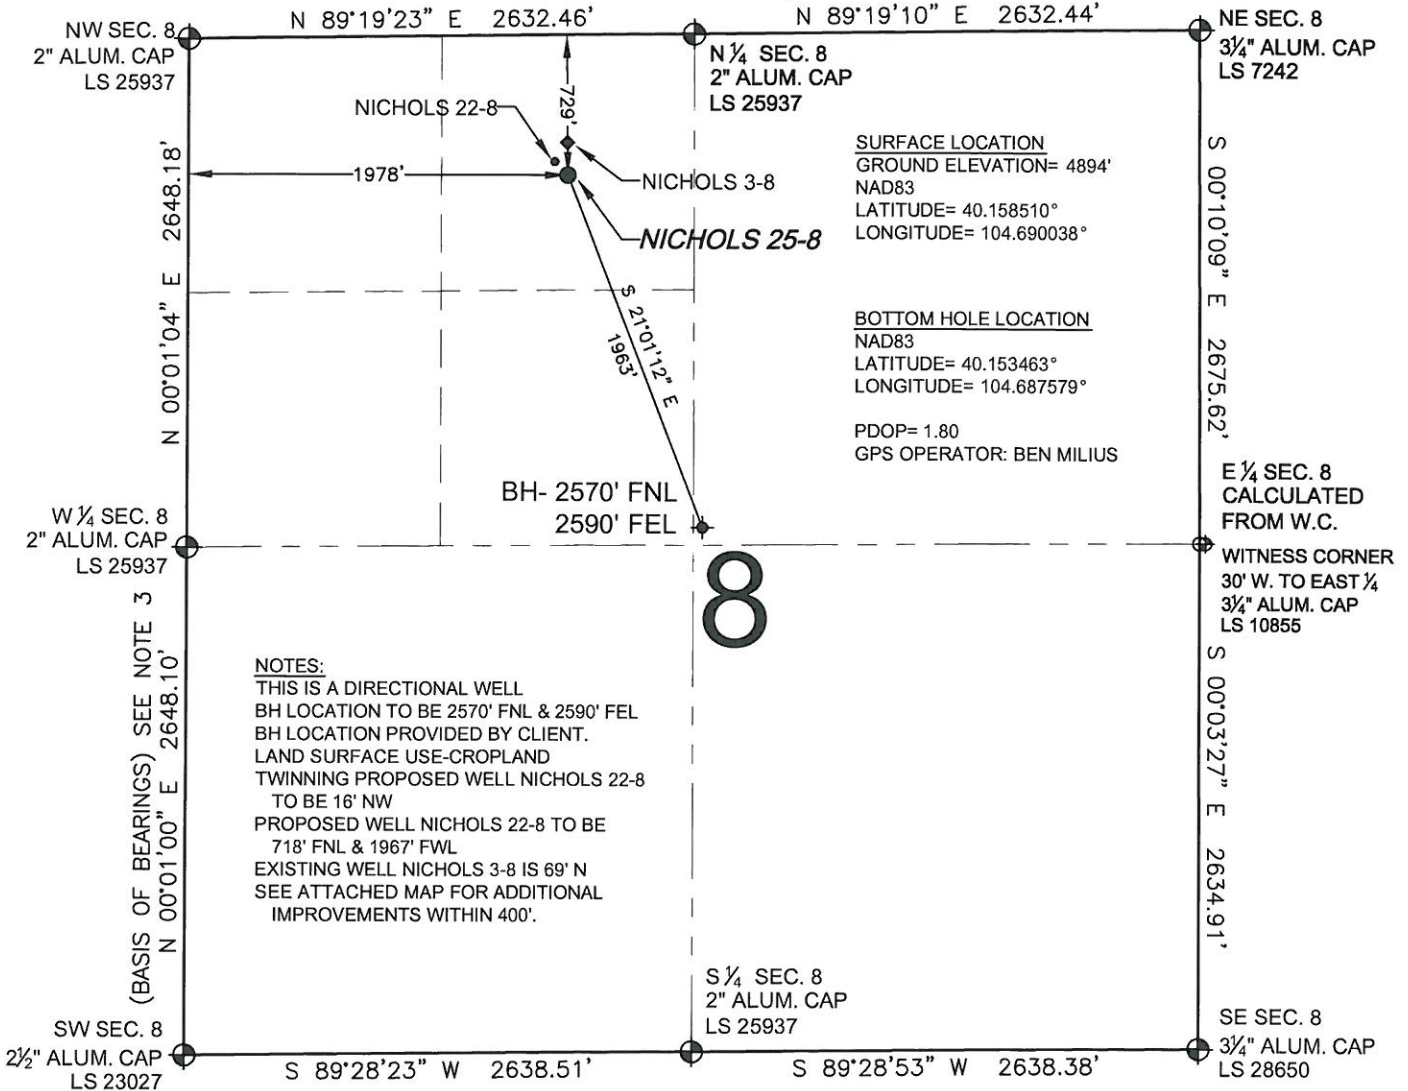 N 89°19'23" E 2632.46'
N 89°19'10" E 2632.44'
NW SEC. 8
2" ALUM. CAP
LS 25937
N ¼ SEC. 8
2" ALUM. CAP
LS 25937
NE SEC. 8
3¼" ALUM. CAP
LS 7242
729'
NICHOLS 22-8
1978'
NICHOLS 3-8
NICHOLS 25-8
SURFACE LOCATION
GROUND ELEVATION= 4894'
NAD83
LATITUDE= 40.158510°
LONGITUDE= 104.690038°
N 00°01'04" E 2648.18'
S 00°10'09" E 2675.62'
S 21°01'12" E
1963'
BOTTOM HOLE LOCATION
NAD83
LATITUDE= 40.153463°
LONGITUDE= 104.687579°
PDOP= 1.80
GPS OPERATOR: BEN MILIUS
BH- 2570' FNL
2590' FEL
W ¼ SEC. 8
2" ALUM. CAP
LS 25937
E ¼ SEC. 8
CALCULATED
FROM W.C.
WITNESS CORNER
30' W. TO EAST ¼
3¼" ALUM. CAP
LS 10855
8
(BASIS OF BEARINGS) SEE NOTE 3
N 00°01'00" E 2648.10'
NOTES:
THIS IS A DIRECTIONAL WELL
BH LOCATION TO BE 2570' FNL & 2590' FEL
BH LOCATION PROVIDED BY CLIENT.
LAND SURFACE USE-CROPLAND
TWINNING PROPOSED WELL NICHOLS 22-8
TO BE 16' NW
PROPOSED WELL NICHOLS 22-8 TO BE
718' FNL & 1967' FWL
EXISTING WELL NICHOLS 3-8 IS 69' N
SEE ATTACHED MAP FOR ADDITIONAL
IMPROVEMENTS WITHIN 400'.
S 00°03'27" E 2634.91'
SW SEC. 8
2½" ALUM. CAP
LS 23027
S ¼ SEC. 8
2" ALUM. CAP
LS 25937
SE SEC. 8
3¼" ALUM. CAP
LS 28650
S 89°28'23" W 2638.51'
S 89°28'53" W 2638.38'